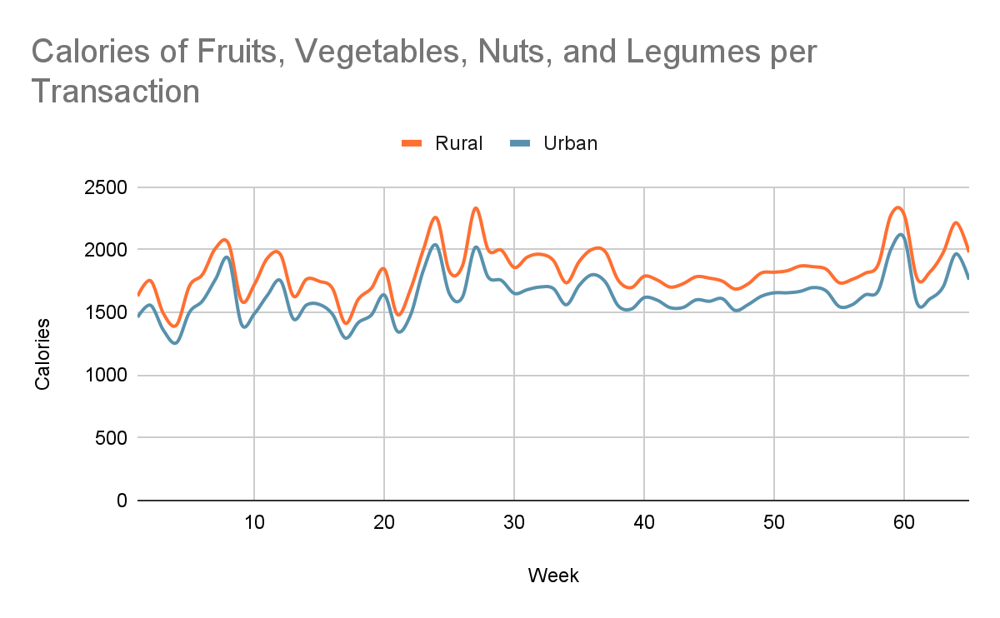 Calories of Fruits, Vegetables, Nuts, and Legumes per
Transaction
Rural
Urban
2500
2000
1500
1000
500
0
Calories
10
20
30
40
50
60
Week